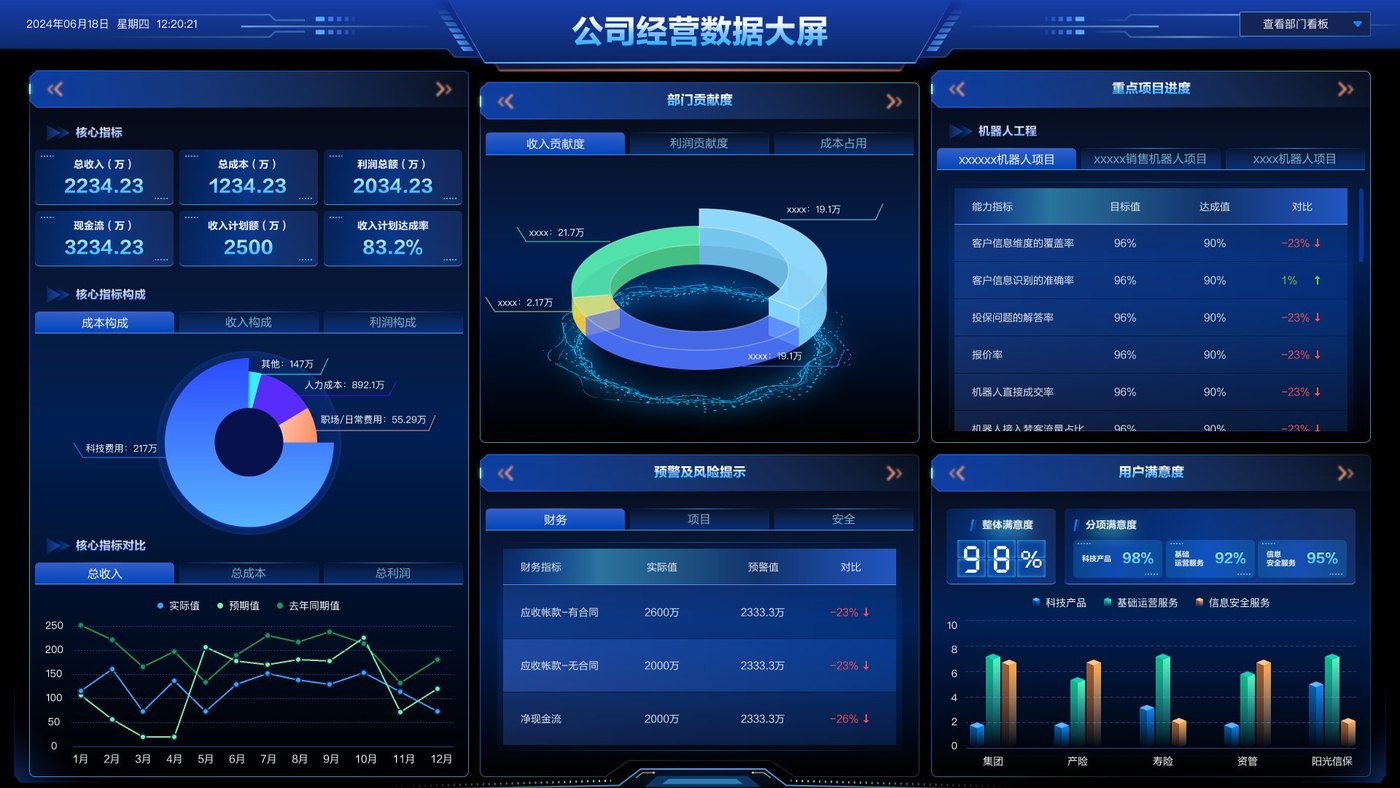 2024年06月18日 星期四 12:20:21
公司经营数据大屏
查看部门看板
核心指标
总收入（万） 总成本（万） 利润总额（万）
2234.23 1234.23 2034.23
现金流（万） 收入计划额（万） 收入计划达成率
3234.23 2500 83.2%
核心指标构成
成本构成 收入构成 利润构成
其他：147万
人力成本：892.1万
职场/日常费用：55.29万
科技费用：217万
核心指标对比
总收入 总成本 总利润
实际值 预期值 去年同期值
250
200
150
100
50
0
1月 2月 3月 4月 5月 6月 7月 8月 9月 10月 11月 12月
部门贡献度
收入贡献度 利润贡献度 成本占用
xxxx：19.1万
xxxx：21.7万
xxxx：2.17万
xxxx：19.1万
预警及风险提示
财务 项目 安全
财务指标 实际值 预警值 对比
应收帐款-有合同 2600万 2333.3万 -23% ↓
应收帐款-无合同 2000万 2333.3万 -23% ↓
净现金流 2000万 2333.3万 -26% ↓
重点项目进度
机器人工程
xxxxxx机器人项目 xxxxx销售机器人项目 xxxx机器人项目
能力指标 目标值 达成值 对比
客户信息维度的覆盖率 96% 90% -23% ↓
客户信息识别的准确率 96% 90% 1% ↑
投保问题的解答率 96% 90% -23% ↓
报价率 96% 90% -23% ↓
机器人直接成交率 96% 90% -23% ↓
96% 90% -23% ↓
用户满意度
整体满意度 分项满意度
98%
科技产品 98%
基础
运营服务 92%
信息
安全服务 95%
科技产品 基础运营服务 信息安全服务
10
8
6
4
2
0
集团 产险 寿险 资管 阳光信保